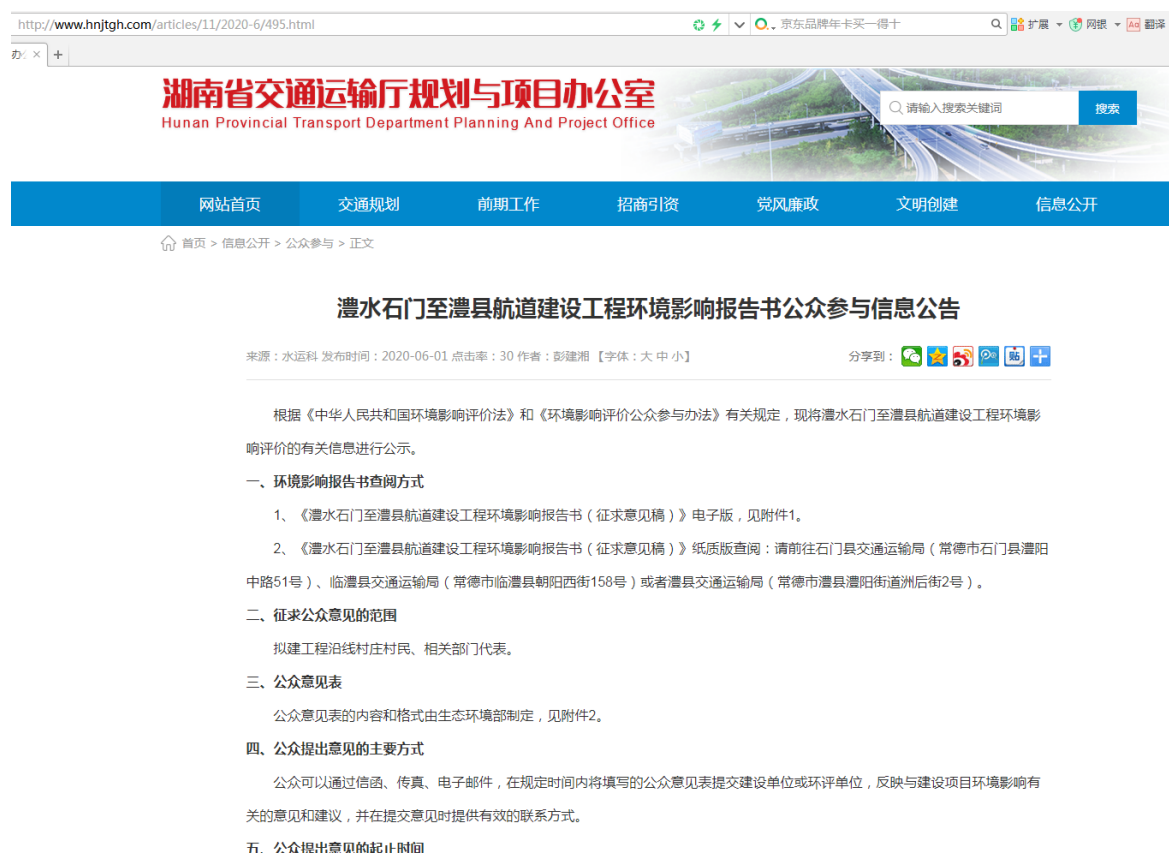 http://www.hnjtgh.com/articles/11/2020-6/495.html 京东品牌年卡买一得十 扩展 网银 Aa 翻译
办 × +
湖南省交通运输厅规划与项目办公室
Hunan Provincial Transport Department Planning And Project Office
请输入搜索关键词 搜索
网站首页 交通规划 前期工作 招商引资 党风廉政 文明创建 信息公开
首页 > 信息公开 > 公众参与 > 正文
澧水石门至澧县航道建设工程环境影响报告书公众参与信息公告
来源：水运科 发布时间：2020-06-01 点击率：30 作者：彭建湘 【字体：大 中 小】 分享到： 贴
根据《中华人民共和国环境影响评价法》和《环境影响评价公众参与办法》有关规定，现将澧水石门至澧县航道建设工程环境影
响评价的有关信息进行公示。
一、环境影响报告书查阅方式
1、《澧水石门至澧县航道建设工程环境影响报告书（征求意见稿）》电子版，见附件1。
2、《澧水石门至澧县航道建设工程环境影响报告书（征求意见稿）》纸质版查阅：请前往石门县交通运输局（常德市石门县澧阳
中路51号）、临澧县交通运输局（常德市临澧县朝阳西街158号）或者澧县交通运输局（常德市澧县澧阳街道洲后街2号）。
二、征求公众意见的范围
拟建工程沿线村庄村民、相关部门代表。
三、公众意见表
公众意见表的内容和格式由生态环境部制定，见附件2。
四、公众提出意见的主要方式
公众可以通过信函、传真、电子邮件，在规定时间内将填写的公众意见表提交建设单位或环评单位，反映与建设项目环境影响有
关的意见和建议，并在提交意见时提供有效的联系方式。
五、公众提出意见的起止时间